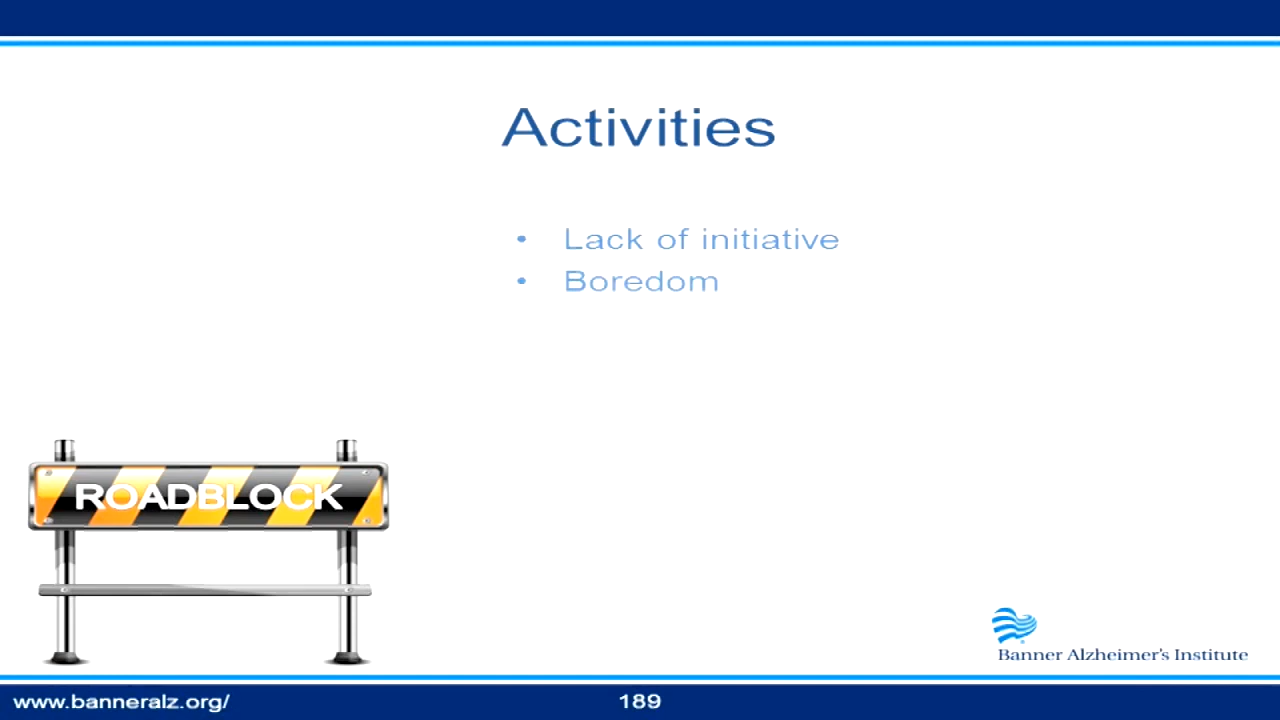 Activities
• Lack of initiative
• Boredom
ROADBLOCK
Banner Alzheimer's Institute
www.banneralz.org/
189